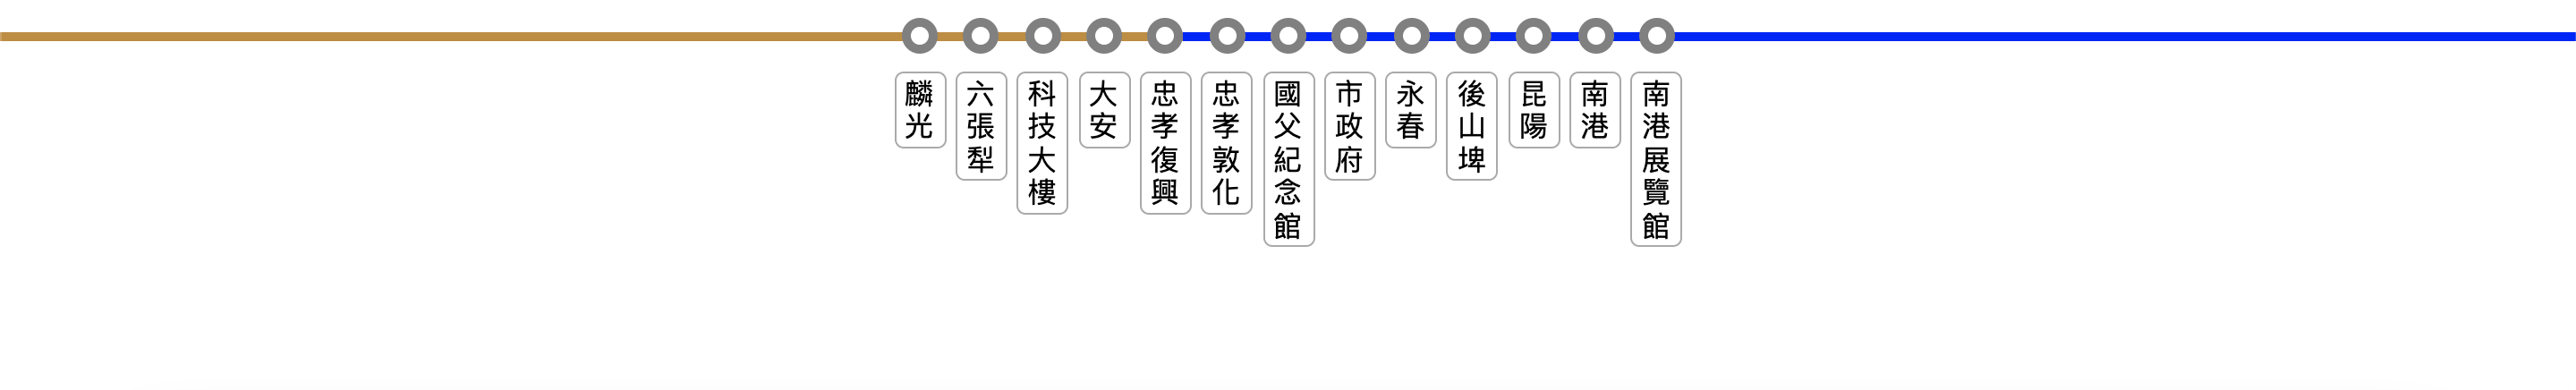 麟光
六張犁
科技大樓
大安
忠孝復興
忠孝敦化
國父紀念館
市政府
永春
後山埤
昆陽
南港
南港展覽館